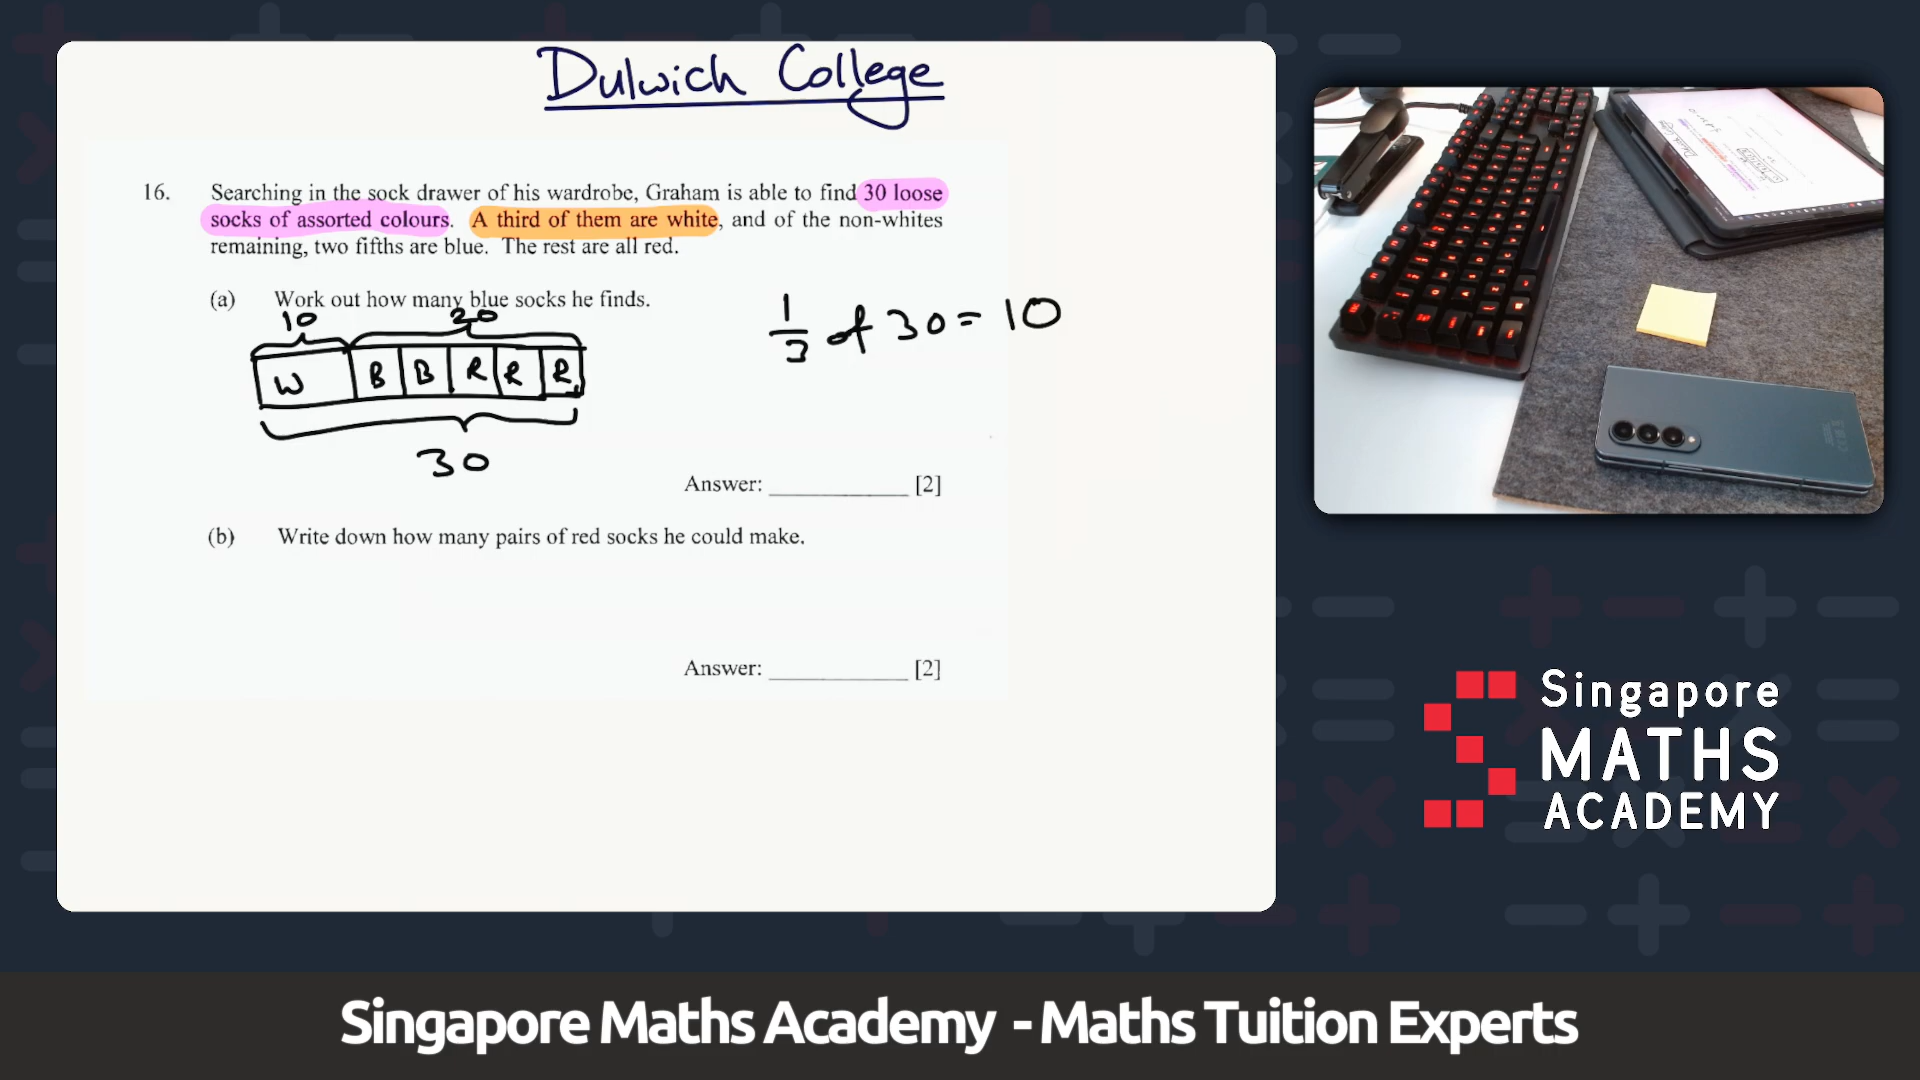 Dulwich College
16. Searching in the sock drawer of his wardrobe, Graham is able to find 30 loose
socks of assorted colours. A third of them are white, and of the non-whites
remaining, two fifths are blue. The rest are all red.
(a) Work out how many blue socks he finds.
10 20
W B B R R R
30
1/3 of 30 = 10
Answer: ____________ [2]
(b) Write down how many pairs of red socks he could make.
Answer: ____________ [2]
Singapore
MATHS
ACADEMY
Singapore Maths Academy - Maths Tuition Experts